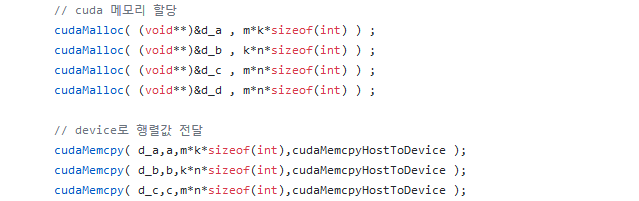 // cuda 메모리 할당
cudaMalloc( (void**)&d_a , m*k*sizeof(int) ) ;
cudaMalloc( (void**)&d_b , k*n*sizeof(int) ) ;
cudaMalloc( (void**)&d_c , m*n*sizeof(int) ) ;
cudaMalloc( (void**)&d_d , m*n*sizeof(int) ) ;
// device로 행렬값 전달
cudaMemcpy( d_a,a,m*k*sizeof(int),cudaMemcpyHostToDevice );
cudaMemcpy( d_b,b,k*n*sizeof(int),cudaMemcpyHostToDevice );
cudaMemcpy( d_c,c,m*n*sizeof(int),cudaMemcpyHostToDevice );